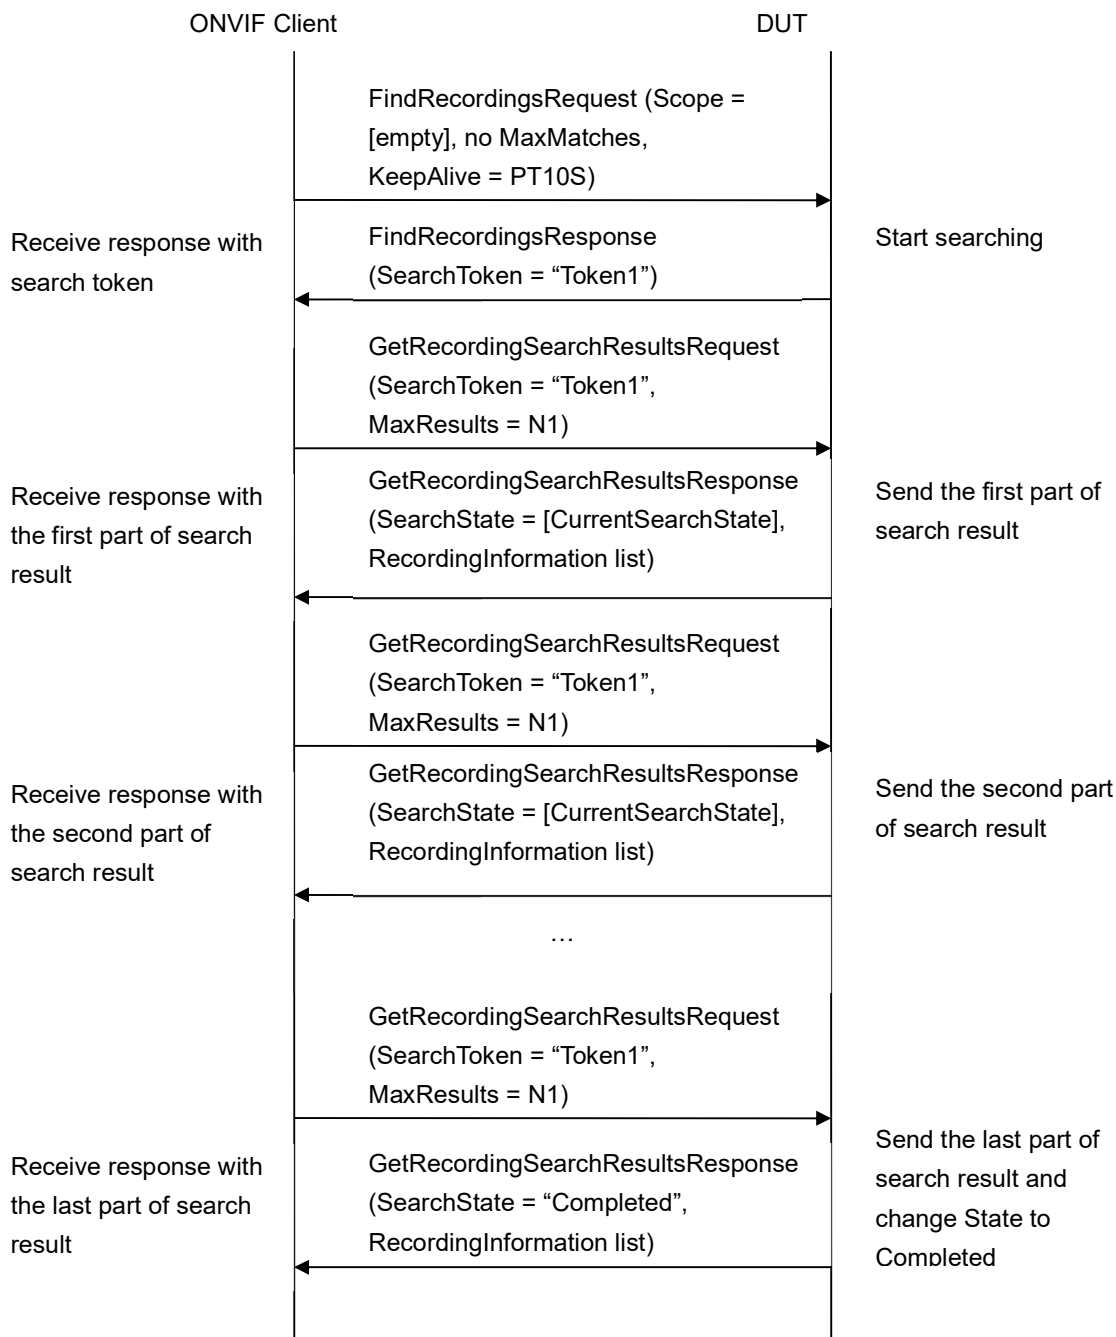 ONVIF Client
DUT
FindRecordingsRequest (Scope =
[empty], no MaxMatches,
KeepAlive = PT10S)
Receive response with
search token
FindRecordingsResponse
(SearchToken = “Token1”)
Start searching
GetRecordingSearchResultsRequest
(SearchToken = “Token1”,
MaxResults = N1)
Receive response with
the first part of search
result
GetRecordingSearchResultsResponse
(SearchState = [CurrentSearchState],
RecordingInformation list)
Send the first part of
search result
GetRecordingSearchResultsRequest
(SearchToken = “Token1”,
MaxResults = N1)
Receive response with
the second part of
search result
GetRecordingSearchResultsResponse
(SearchState = [CurrentSearchState],
RecordingInformation list)
Send the second part
of search result
…
GetRecordingSearchResultsRequest
(SearchToken = “Token1”,
MaxResults = N1)
Receive response with
the last part of search
result
GetRecordingSearchResultsResponse
(SearchState = “Completed”,
RecordingInformation list)
Send the last part of
search result and
change State to
Completed